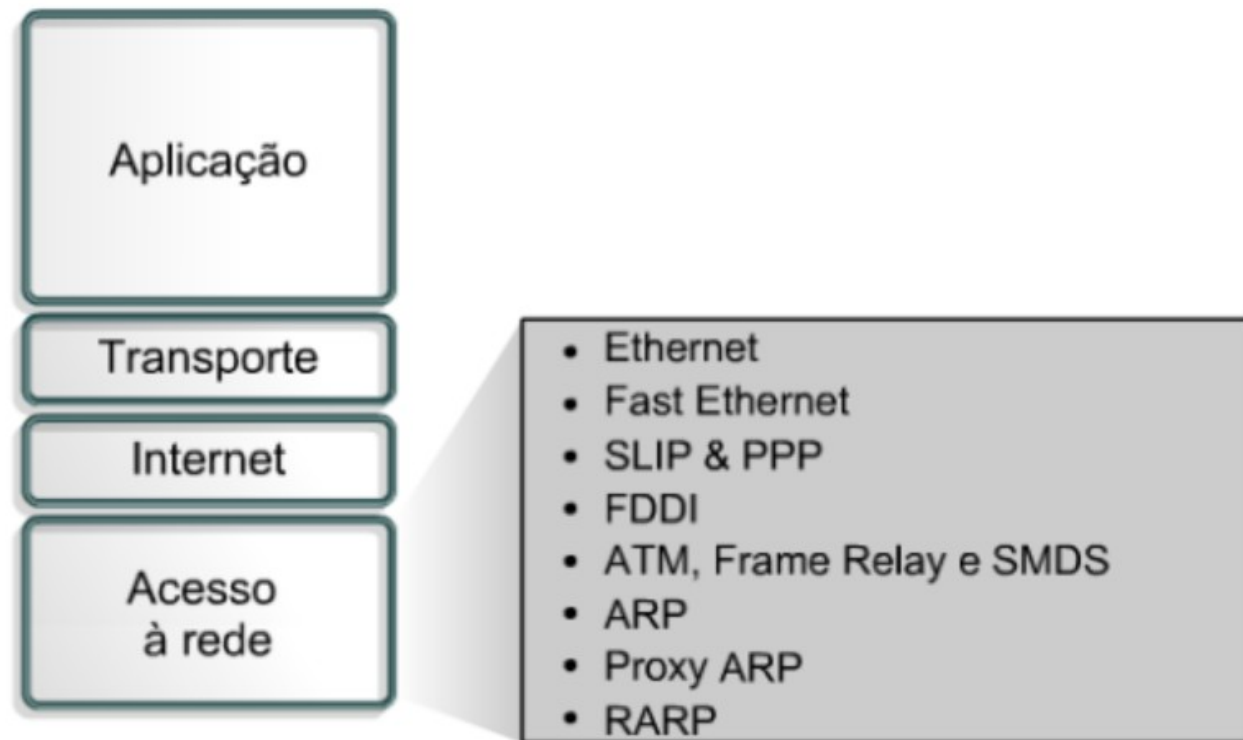 Aplicação
Transporte
Internet
Acesso
à rede
• Ethernet
• Fast Ethernet
• SLIP & PPP
• FDDI
• ATM, Frame Relay e SMDS
• ARP
• Proxy ARP
• RARP